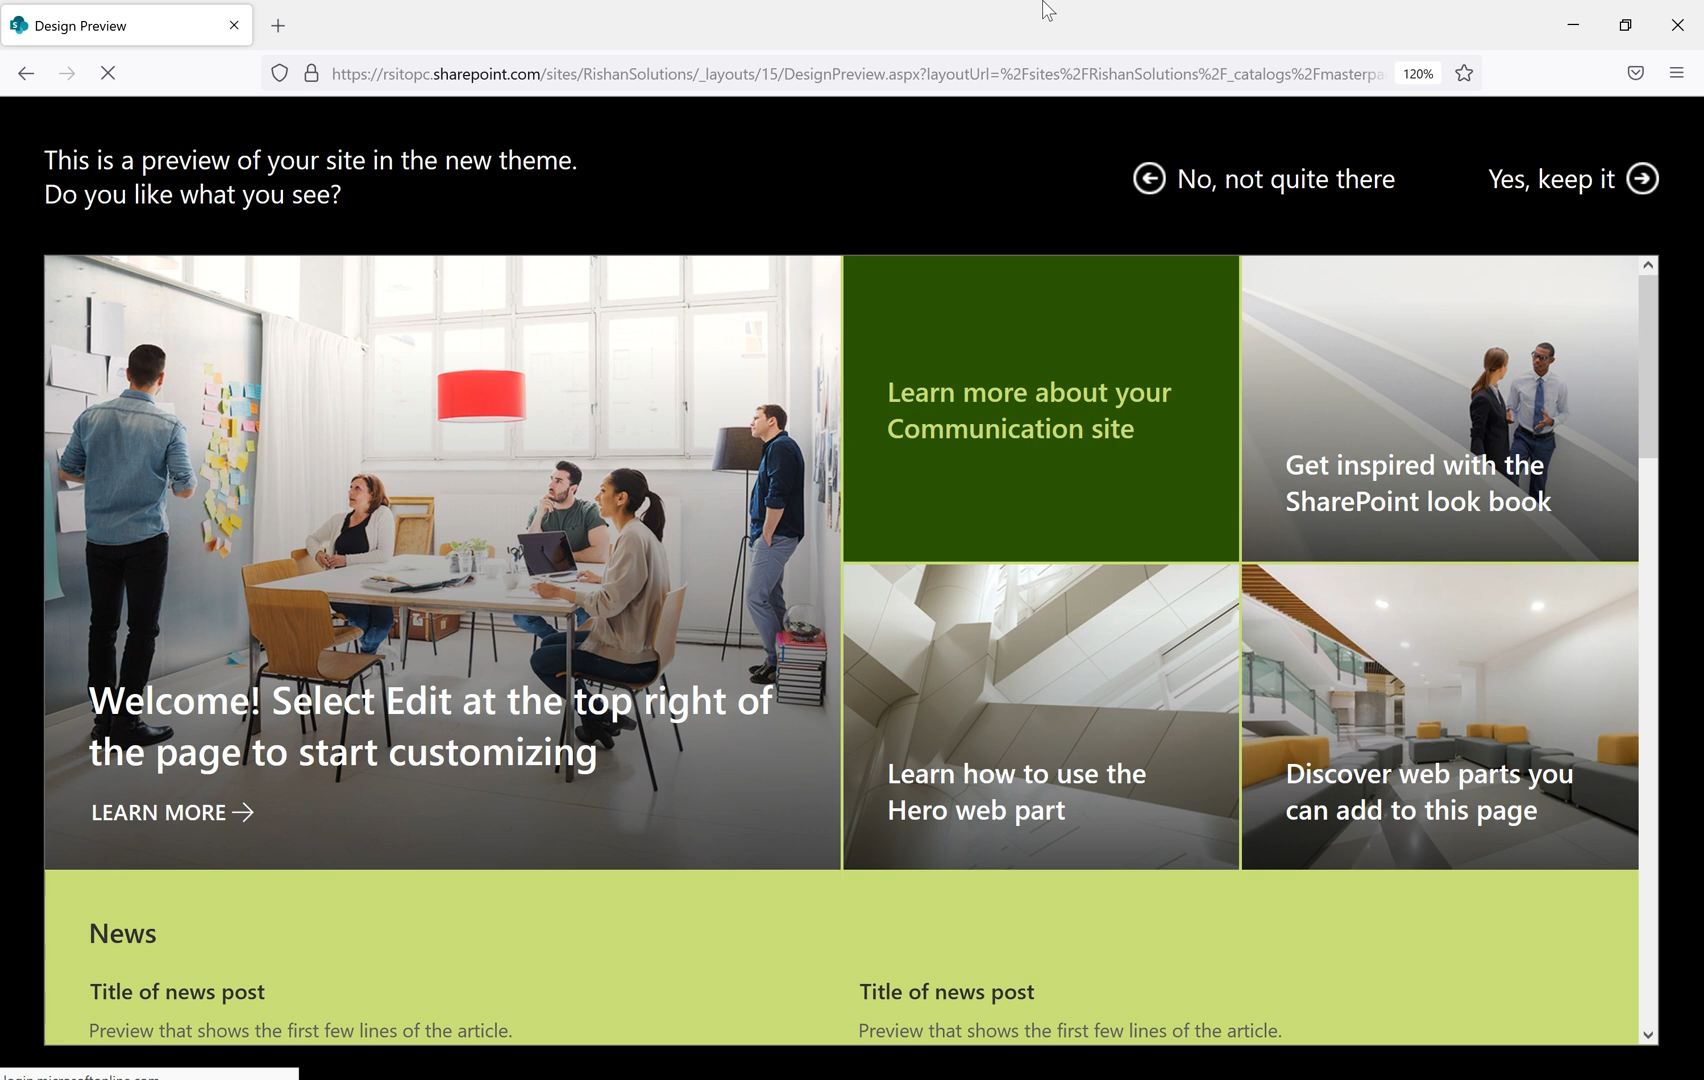 Design Preview
https://rsitopc.sharepoint.com/sites/RishanSolutions/_layouts/15/DesignPreview.aspx?layoutUrl=%2Fsites%2FRishanSolutions%2F_catalogs%2Fmasterpa
120%
This is a preview of your site in the new theme.
Do you like what you see?
No, not quite there
Yes, keep it
Welcome! Select Edit at the top right of
the page to start customizing
LEARN MORE
Learn more about your
Communication site
Get inspired with the
SharePoint look book
Learn how to use the
Hero web part
Discover web parts you
can add to this page
News
Title of news post
Preview that shows the first few lines of the article.
Title of news post
Preview that shows the first few lines of the article.
login.microsoftonline.com